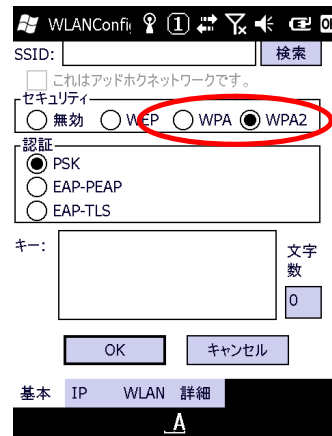 WLANConfi
SSID: 検索
これはアッドホクネットワークです。
セキュリティ
無効 WEP WPA WPA2
認証
PSK
EAP-PEAP
EAP-TLS
キー: 文字
数
0
OK キャンセル
基本 IP WLAN 詳細
A